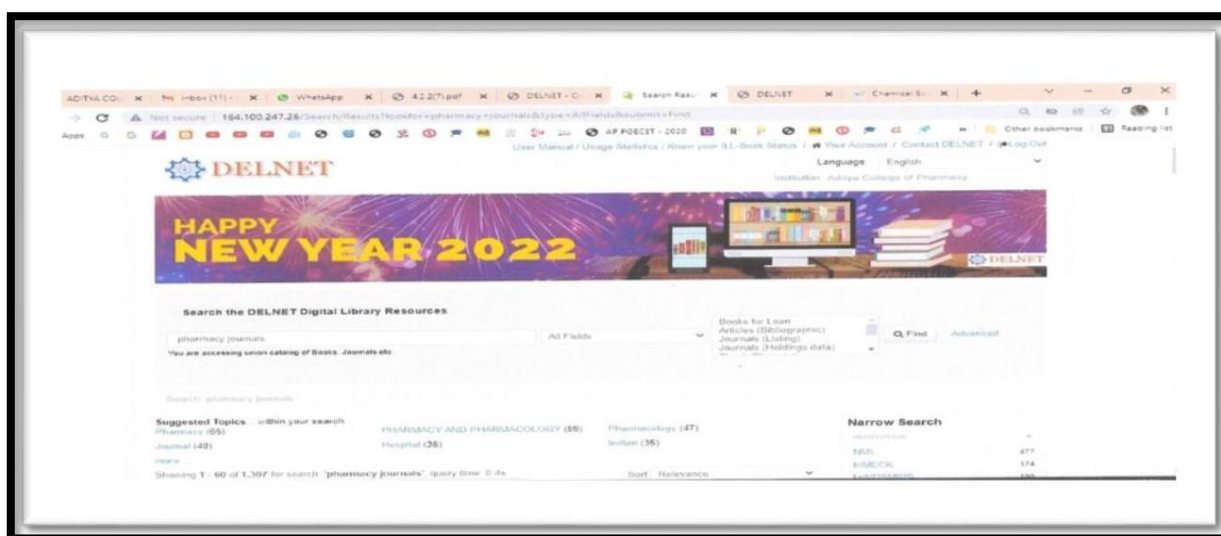 ADITYA COL Inbox (11) WhatsApp 4.2.2(7).pdf DELNET - Search Resu DELNET Chemical
Not secure 164.100.247.26/Search/Results?lookfor=pharmacy+journals&type=AllFields&submit=Find
Apps AP PGECET - 2020 Other bookmarks Reading list
User Manual / Usage Statistics / Know your ILL-Book Status / Your Account / Contact DELNET / Log Out
DELNET
Language English
Institution Aditya College of Pharmacy
HAPPY
NEW YEAR 2022
DELNET
Search the DELNET Digital Library Resources
pharmacy journals All Fields
Books for Loan
Articles (Bibliographic)
Journals (Listing)
Journals (Holdings data)
Find Advanced
You are accessing union catalog of Books, Journals etc
Search: pharmacy journals
Suggested Topics within your search
Pharmacy (65) PHARMACY AND PHARMACOLOGY (59) Pharmacology (47)
Journal (40) Hospital (36) Indian (35)
more
Showing 1 - 60 of 1,307 for search: 'pharmacy journals', query time: 0.4s Sort Relevance
Narrow Search
Institution
NML 477
174